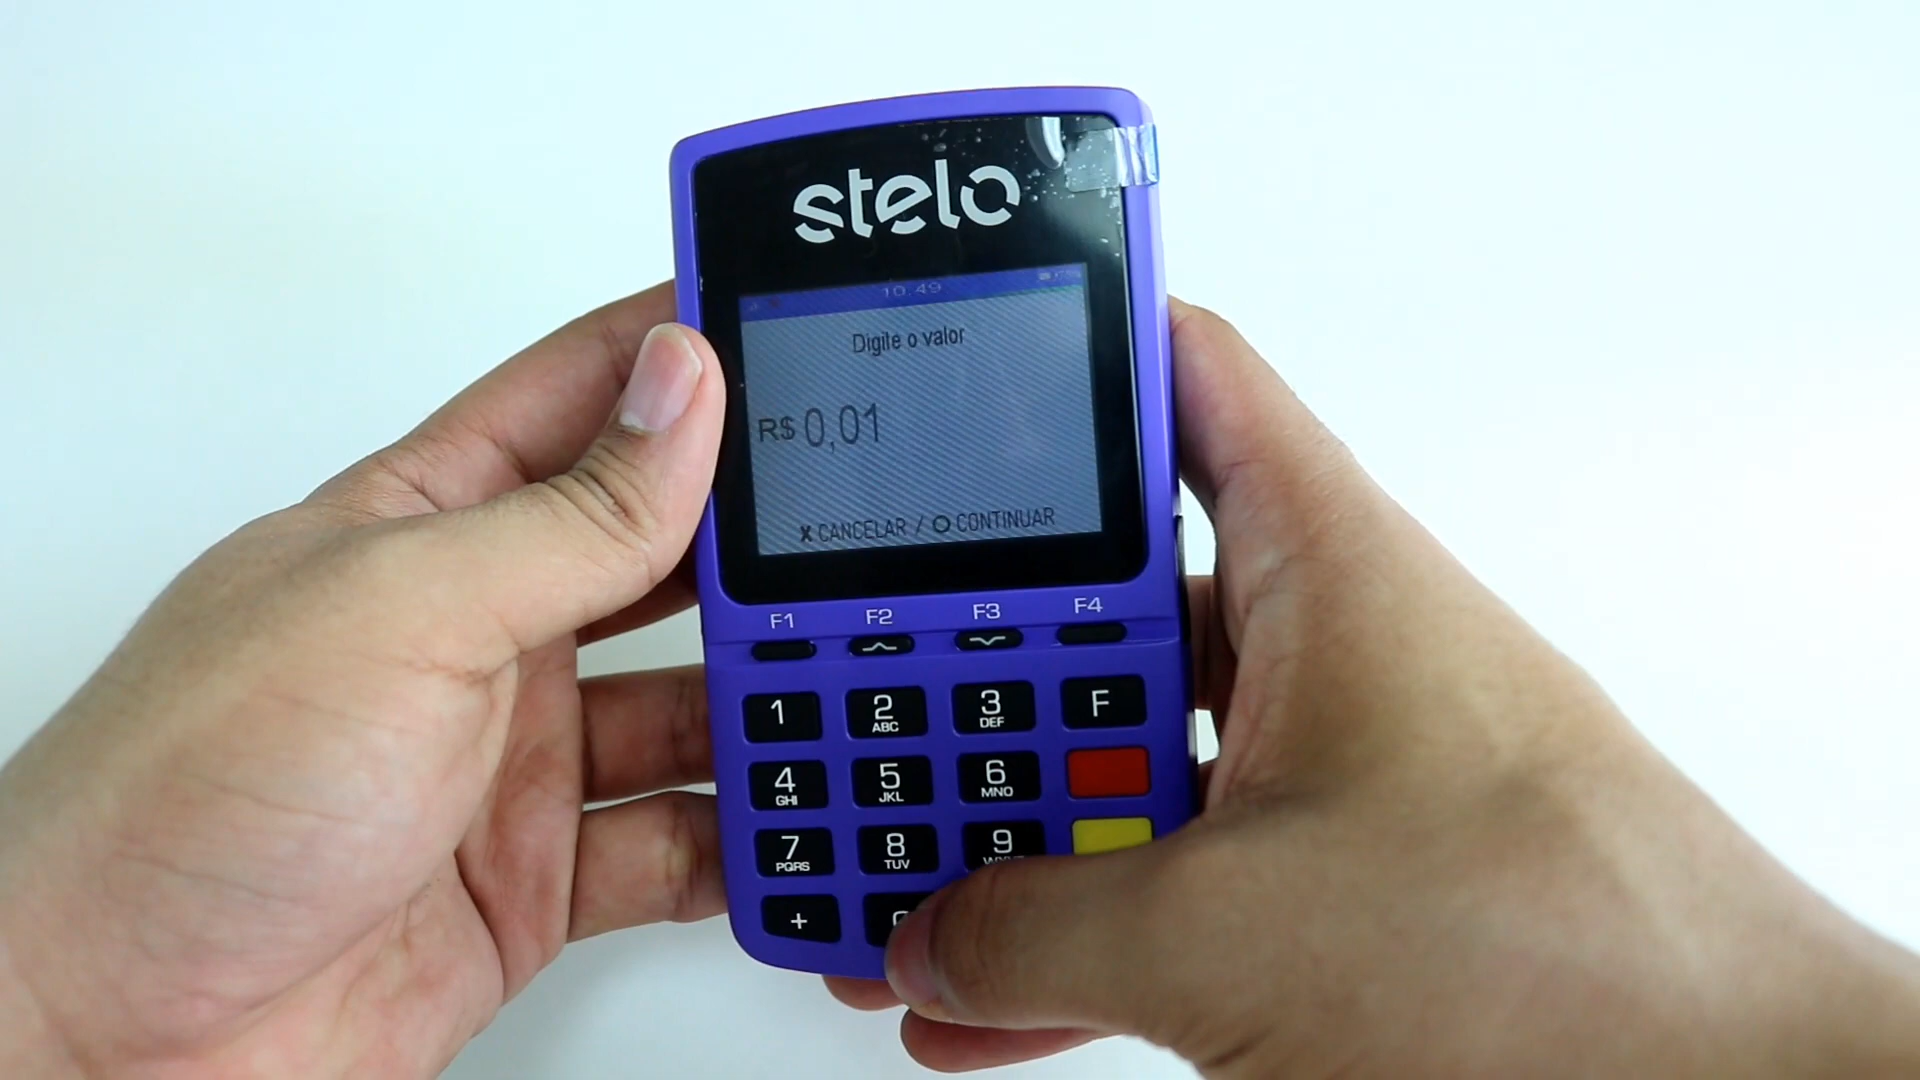 stelo
10:49
Digite o valor
R$ 0,01
X CANCELAR / O CONTINUAR
F1 F2 F3 F4
1 2 ABC 3 DEF F
4 GHI 5 JKL 6 MNO
7 PQRS 8 TUV 9
+